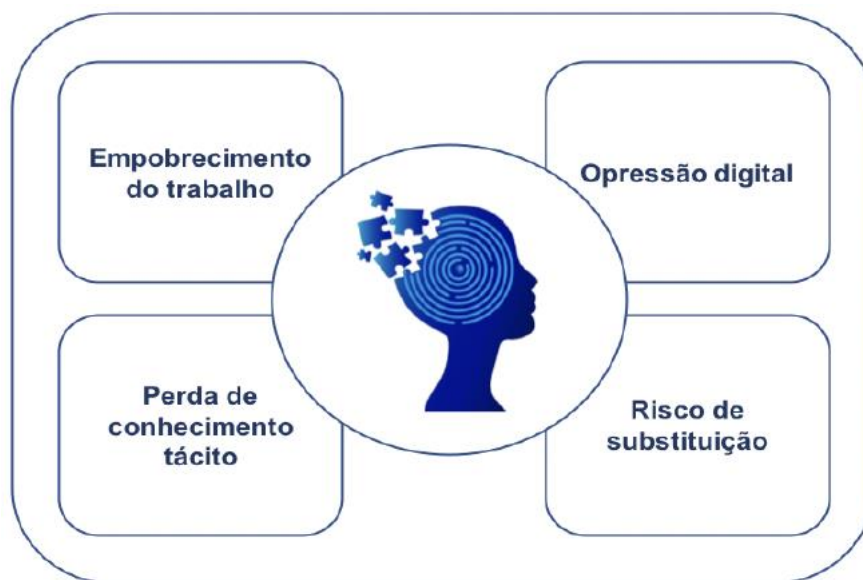 Empobrecimento
do trabalho
Opressão digital
Perda de
conhecimento
tácito
Risco de
substituição